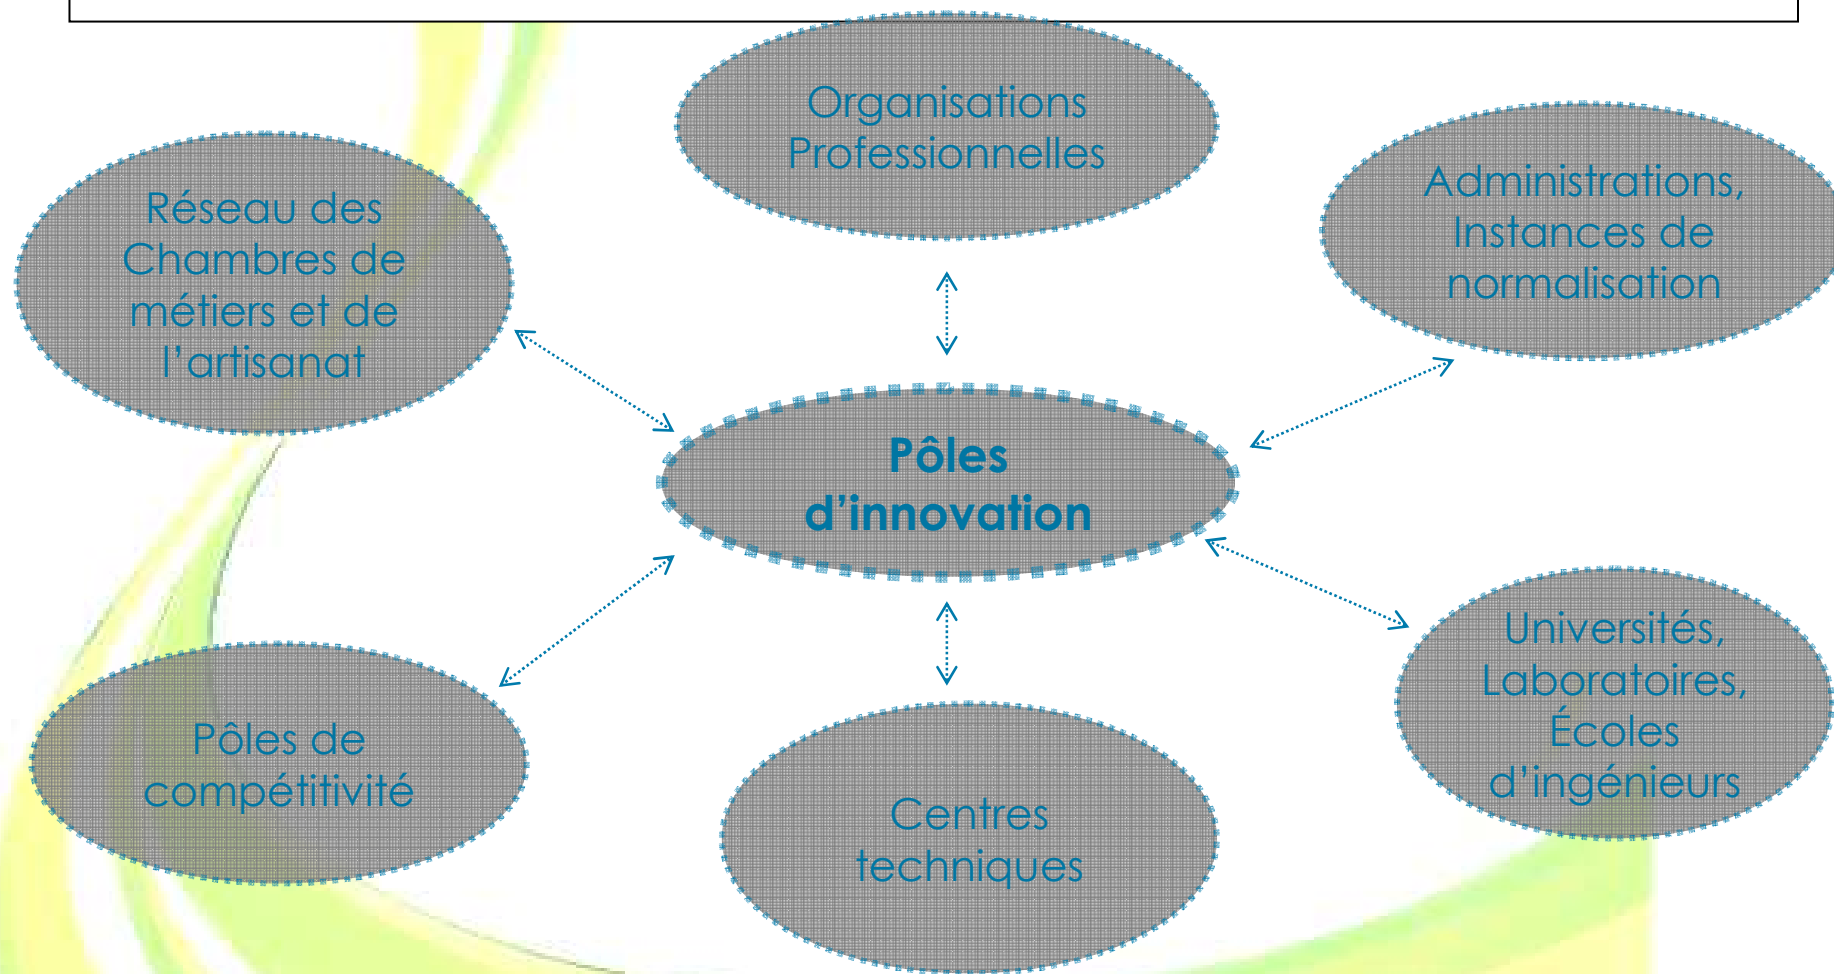 Organisations
Professionnelles
Administrations,
Instances de
normalisation
Réseau des
Chambres de
métiers et de
l’artisanat
Pôles
d’innovation
Universités,
Laboratoires,
Écoles
d’ingénieurs
Pôles de
compétitivité
Centres
techniques